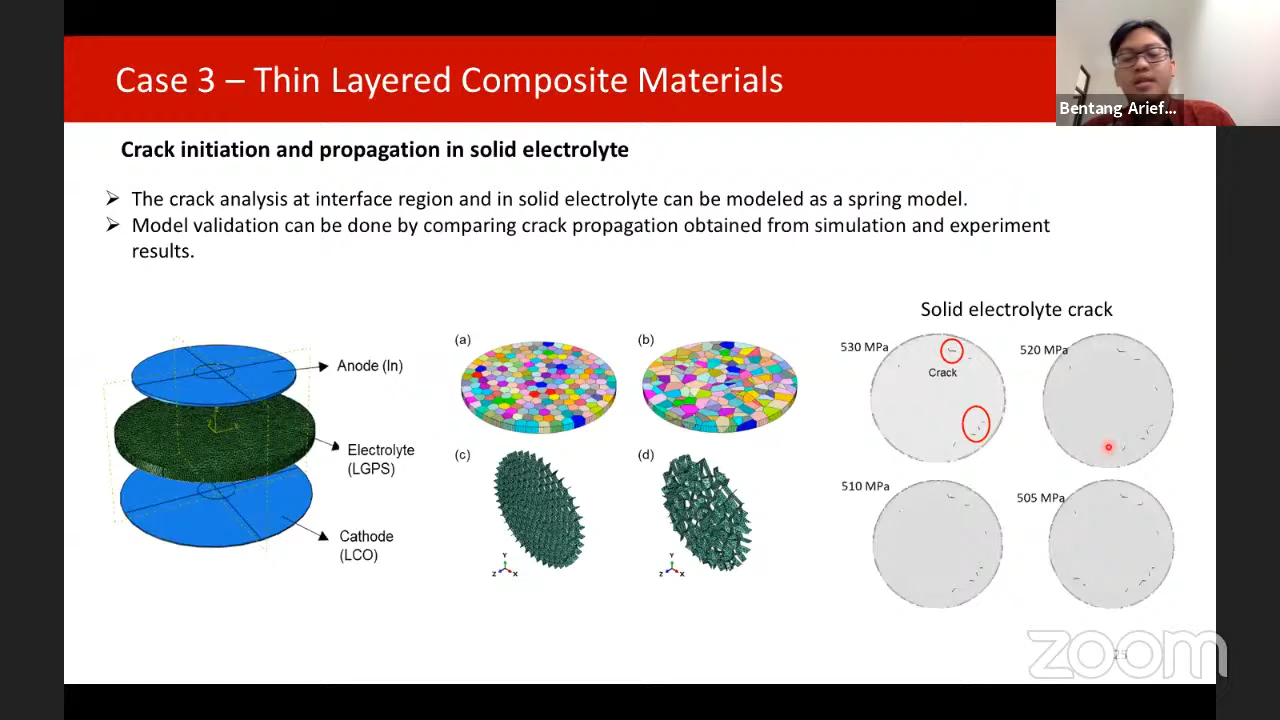 Case 3 – Thin Layered Composite Materials
Bentang Arief...
Crack initiation and propagation in solid electrolyte
➢ The crack analysis at interface region and in solid electrolyte can be modeled as a spring model.
➢ Model validation can be done by comparing crack propagation obtained from simulation and experiment
results.
Anode (In)
Electrolyte
(LGPS)
Cathode
(LCO)
(a)
(b)
(c)
(d)
Y
Z
X
Y
Z
X
Solid electrolyte crack
530 MPa
Crack
520 MPa
510 MPa
505 MPa
zoom
25